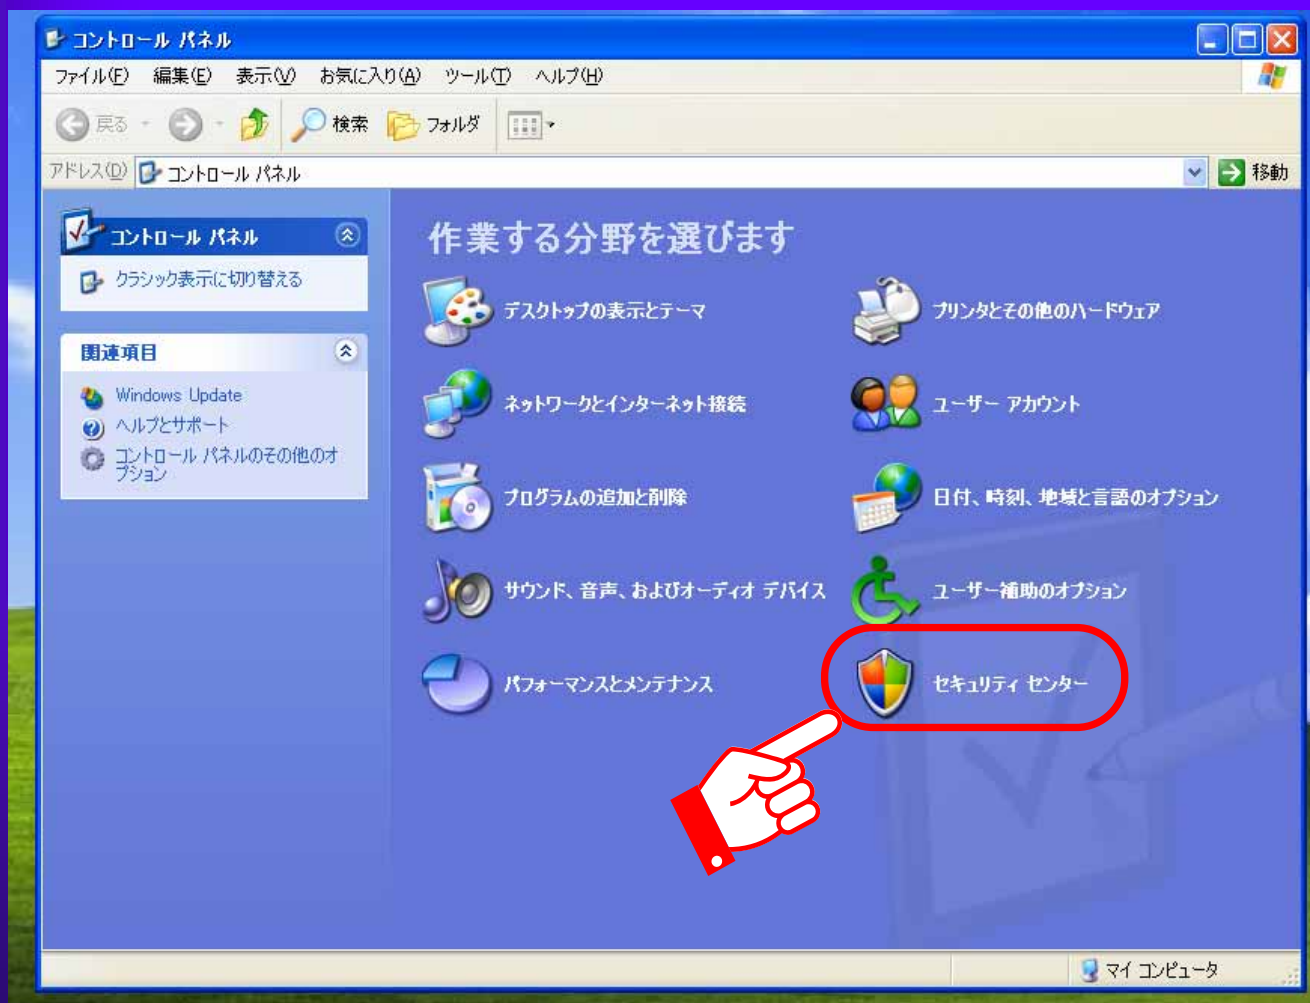 コントロール パネル
ファイル(F) 編集(E) 表示(V) お気に入り(A) ツール(T) ヘルプ(H)
戻る 検索 フォルダ
アドレス(D) コントロール パネル 移動
コントロール パネル
クラシック表示に切り替える
関連項目
Windows Update
ヘルプとサポート
コントロール パネルのその他のオ
プション
作業する分野を選びます
デスクトップの表示とテーマ
プリンタとその他のハードウェア
ネットワークとインターネット接続
ユーザー アカウント
プログラムの追加と削除
日付、時刻、地域と言語のオプション
サウンド、音声、およびオーディオ デバイス
ユーザー補助のオプション
パフォーマンスとメンテナンス
セキュリティ センター
マイ コンピュータ